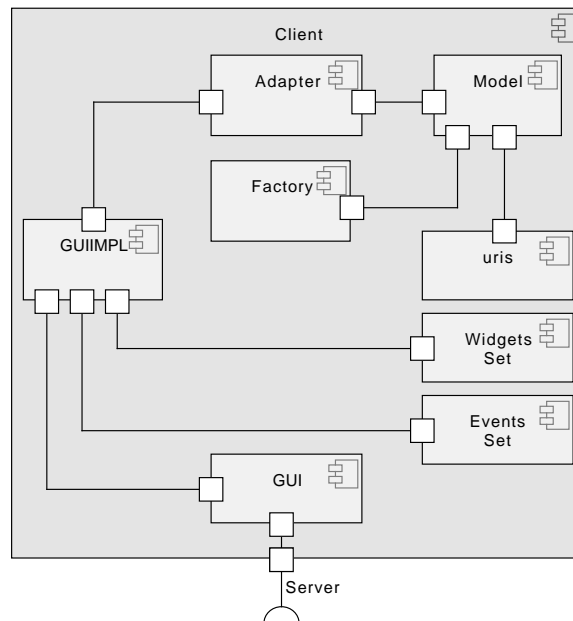 Client
Adapter
Model
Factory
GUIIMPL
uris
Widgets
Set
Events
Set
GUI
Server